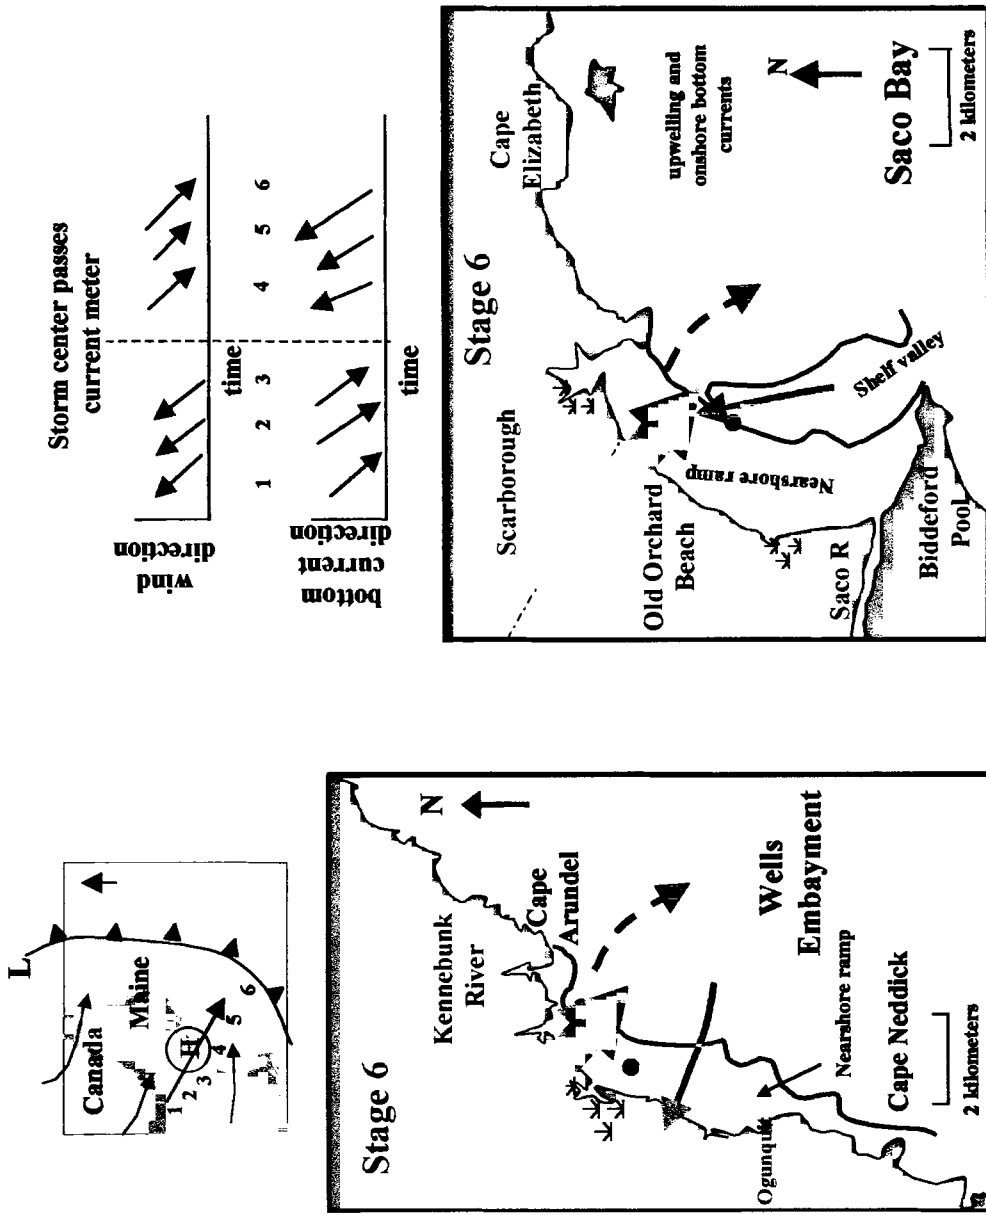 L
Canada
Maine
H
1
2
3
4
5
6
Storm center passes
current meter
wind
direction
time
1 2 3 4 5 6
bottom
current
direction
time
Stage 6
N
Kennebunk
River
Cape
Arundel
Wells
Embayment
Nearshore ramp
Ogunquit
Cape Neddick
2 kilometers
Stage 6
Scarborough
Cape
Elizabeth
upwelling and
onshore bottom
currents
N
Old Orchard
Beach
Nearshore ramp
Shelf valley
Saco R
Biddeford
Pool
Saco Bay
2 kilometers